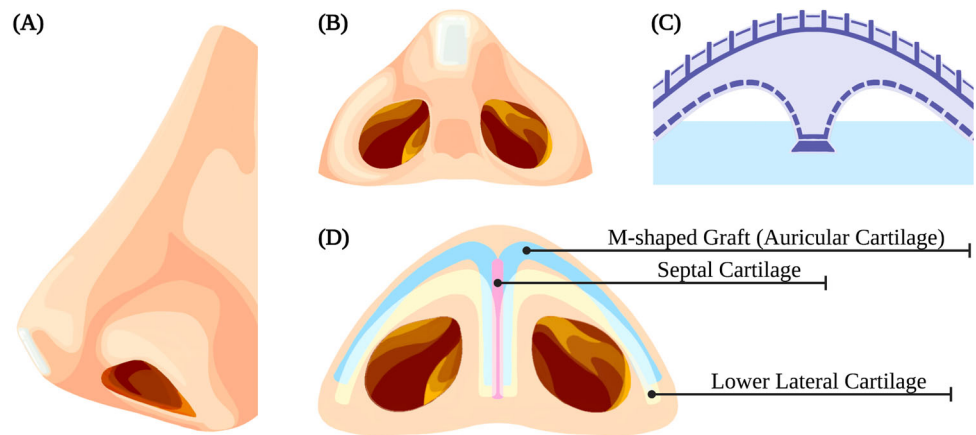 (A)
(B)
(C)
(D)
M-shaped Graft (Auricular Cartilage)
Septal Cartilage
Lower Lateral Cartilage